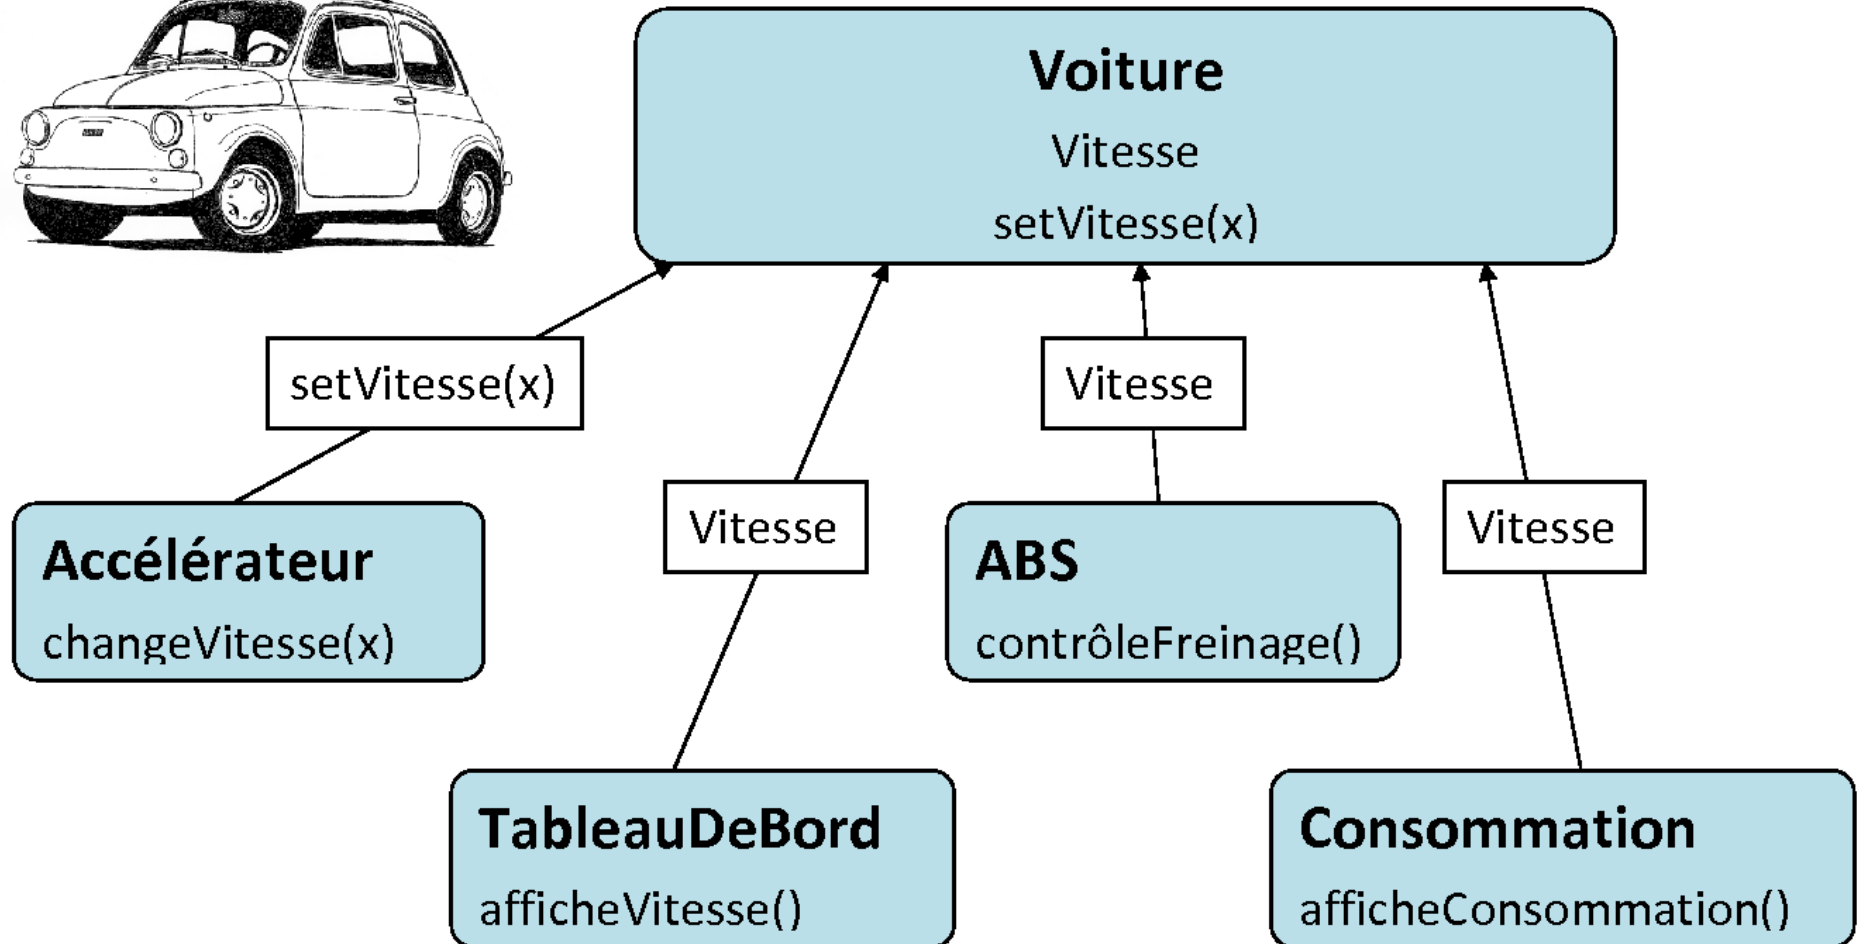 Voiture
Vitesse
setVitesse(x)
setVitesse(x)
Vitesse
Vitesse
Vitesse
Accélérateur
changeVitesse(x)
ABS
contrôleFreinage()
TableauDeBord
afficheVitesse()
Consommation
afficheConsommation()